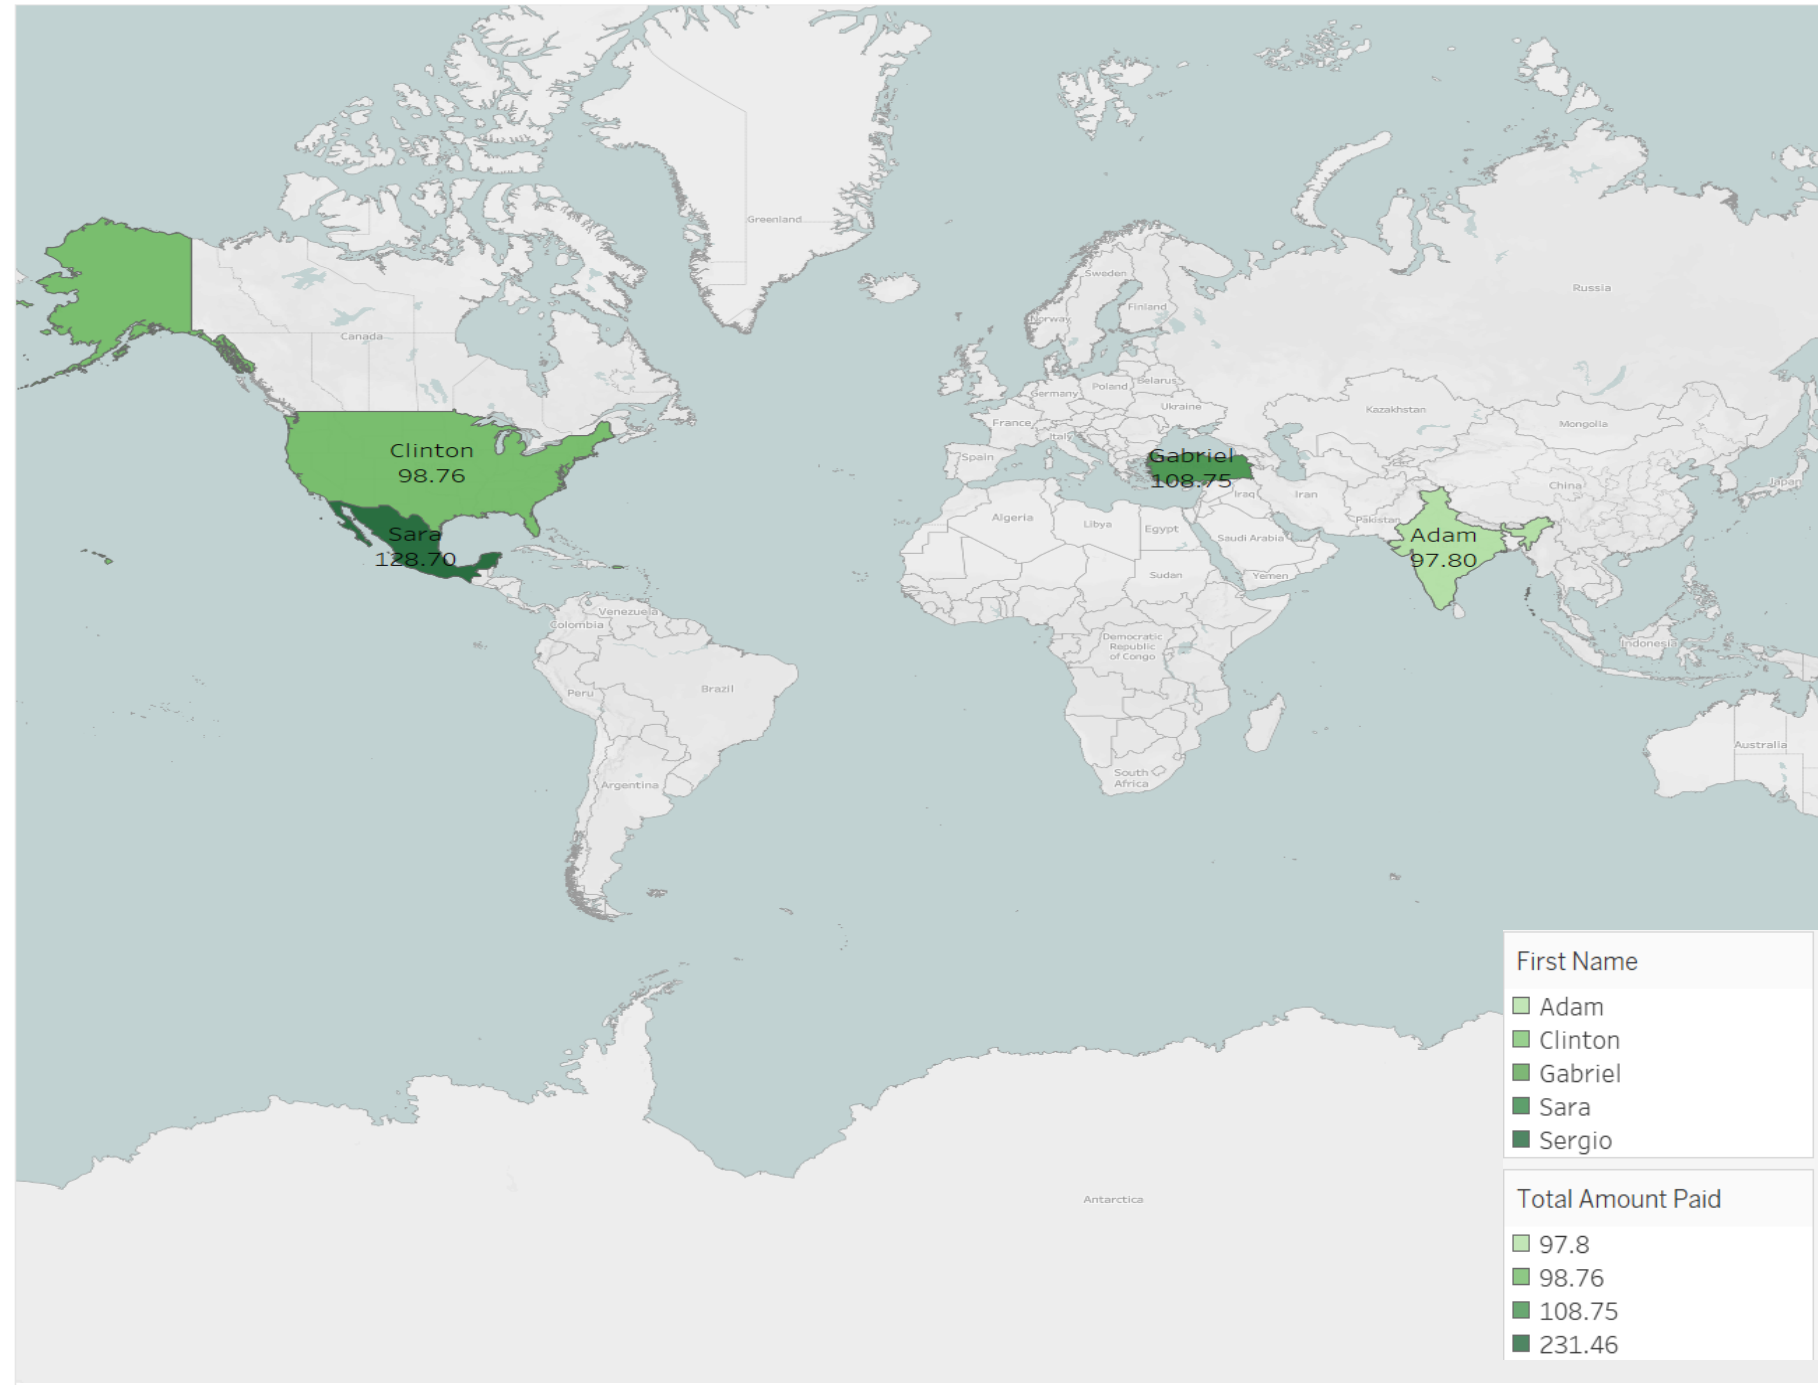 Greenland
Sweden
Finland
Norway
Russia
Canada
Poland
Belarus
Germany
Ukraine
France
Italy
Kazakhstan
Mongolia
Clinton
98.76
Spain
Gabriel
108.75
China
Japan
Iraq
Iran
Pakistan
Algeria
Libya
Egypt
Saudi Arabia
Sara
128.70
Adam
97.80
Sudan
Yemen
Venezuela
Colombia
Democratic
Republic
of Congo
Indonesia
Peru
Brazil
Australia
South
Africa
Argentina
Antarctica
First Name
Adam
Clinton
Gabriel
Sara
Sergio
Total Amount Paid
97.8
98.76
108.75
231.46